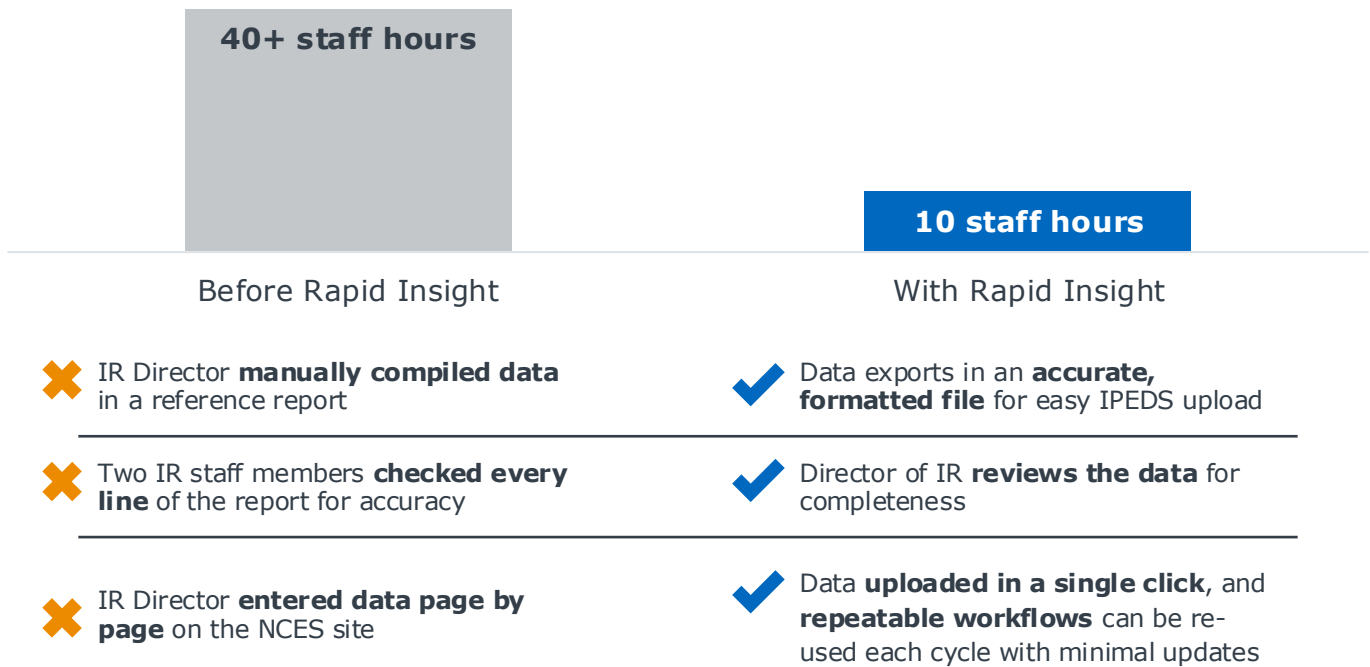 40+ staff hours
10 staff hours
Before Rapid Insight
With Rapid Insight
IR Director manually compiled data
in a reference report
Data exports in an accurate,
formatted file for easy IPEDS upload
Two IR staff members checked every
line of the report for accuracy
Director of IR reviews the data for
completeness
IR Director entered data page by
page on the NCES site
Data uploaded in a single click, and
repeatable workflows can be re-
used each cycle with minimal updates